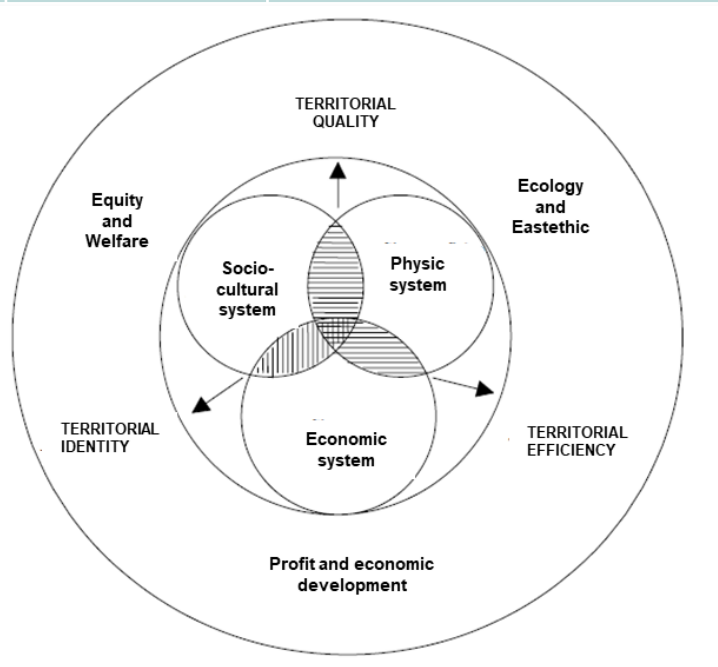 TERRITORIAL
QUALITY
Equity
and
Welfare
Ecology
and
Eastethic
Socio-
cultural
system
Physic
system
TERRITORIAL
IDENTITY
Economic
system
TERRITORIAL
EFFICIENCY
Profit and economic
development